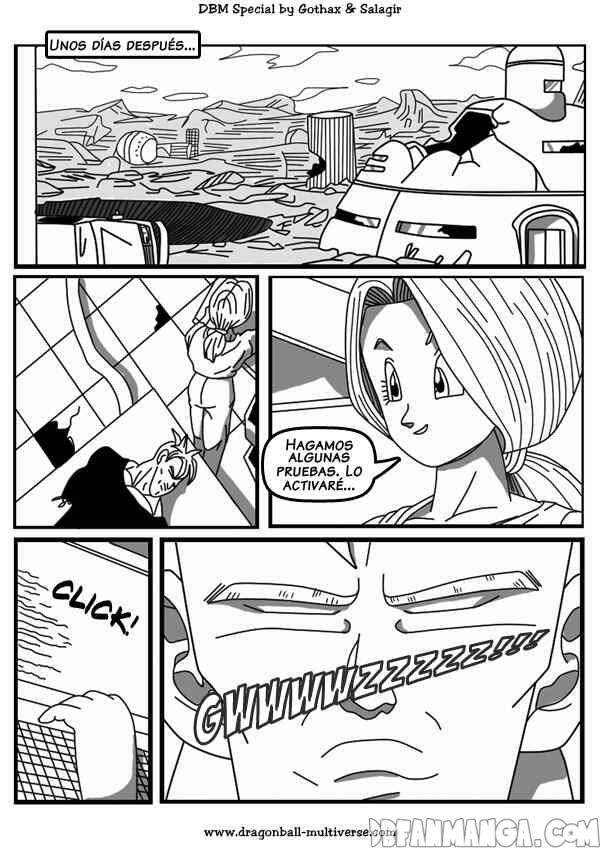 DBM Special by Gothax & Salagir
Unos días después...
Hagamos
algunas
pruebas. Lo
activaré...
CLICK!
GWWWWZZZZZZ!!!
www.dragonball-multiverse.com
DBFANMANGA.COM